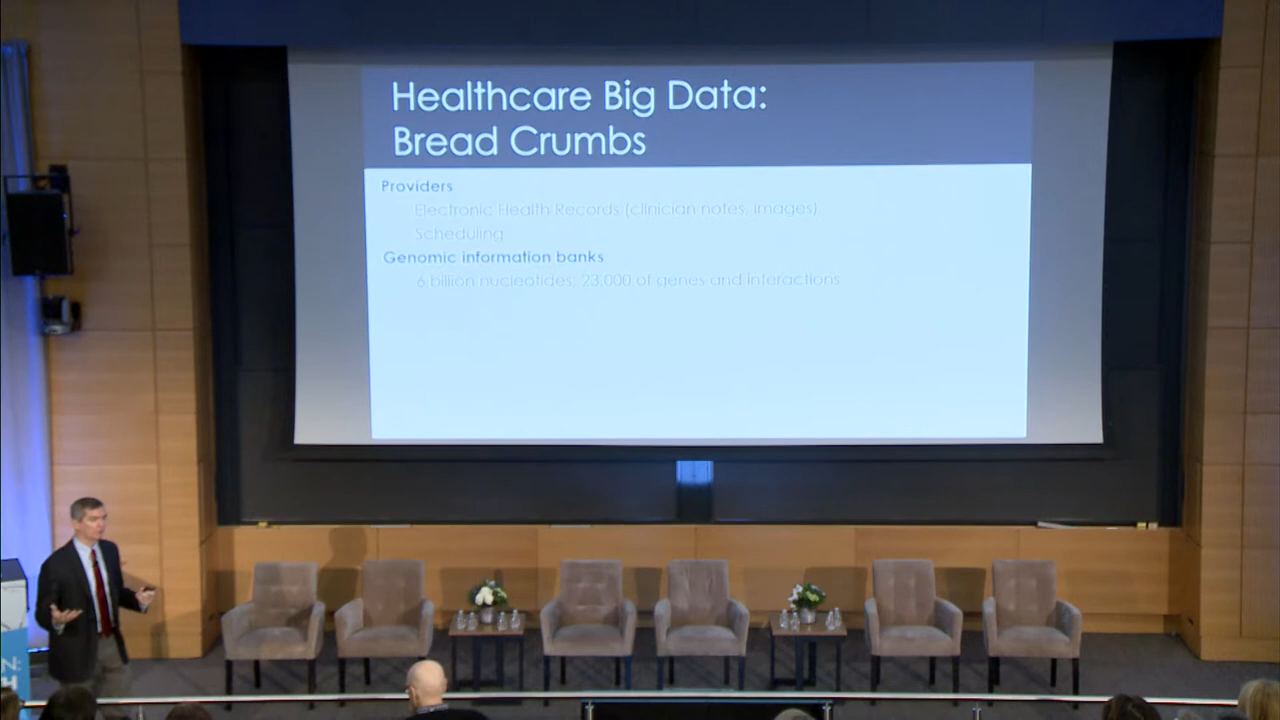 Healthcare Big Data:
Bread Crumbs
Providers
Electronic Health Records (clinician notes, images)
Scheduling
Genomic information banks
6 billion nucleotides; 23,000 of genes and interactions
N:
H